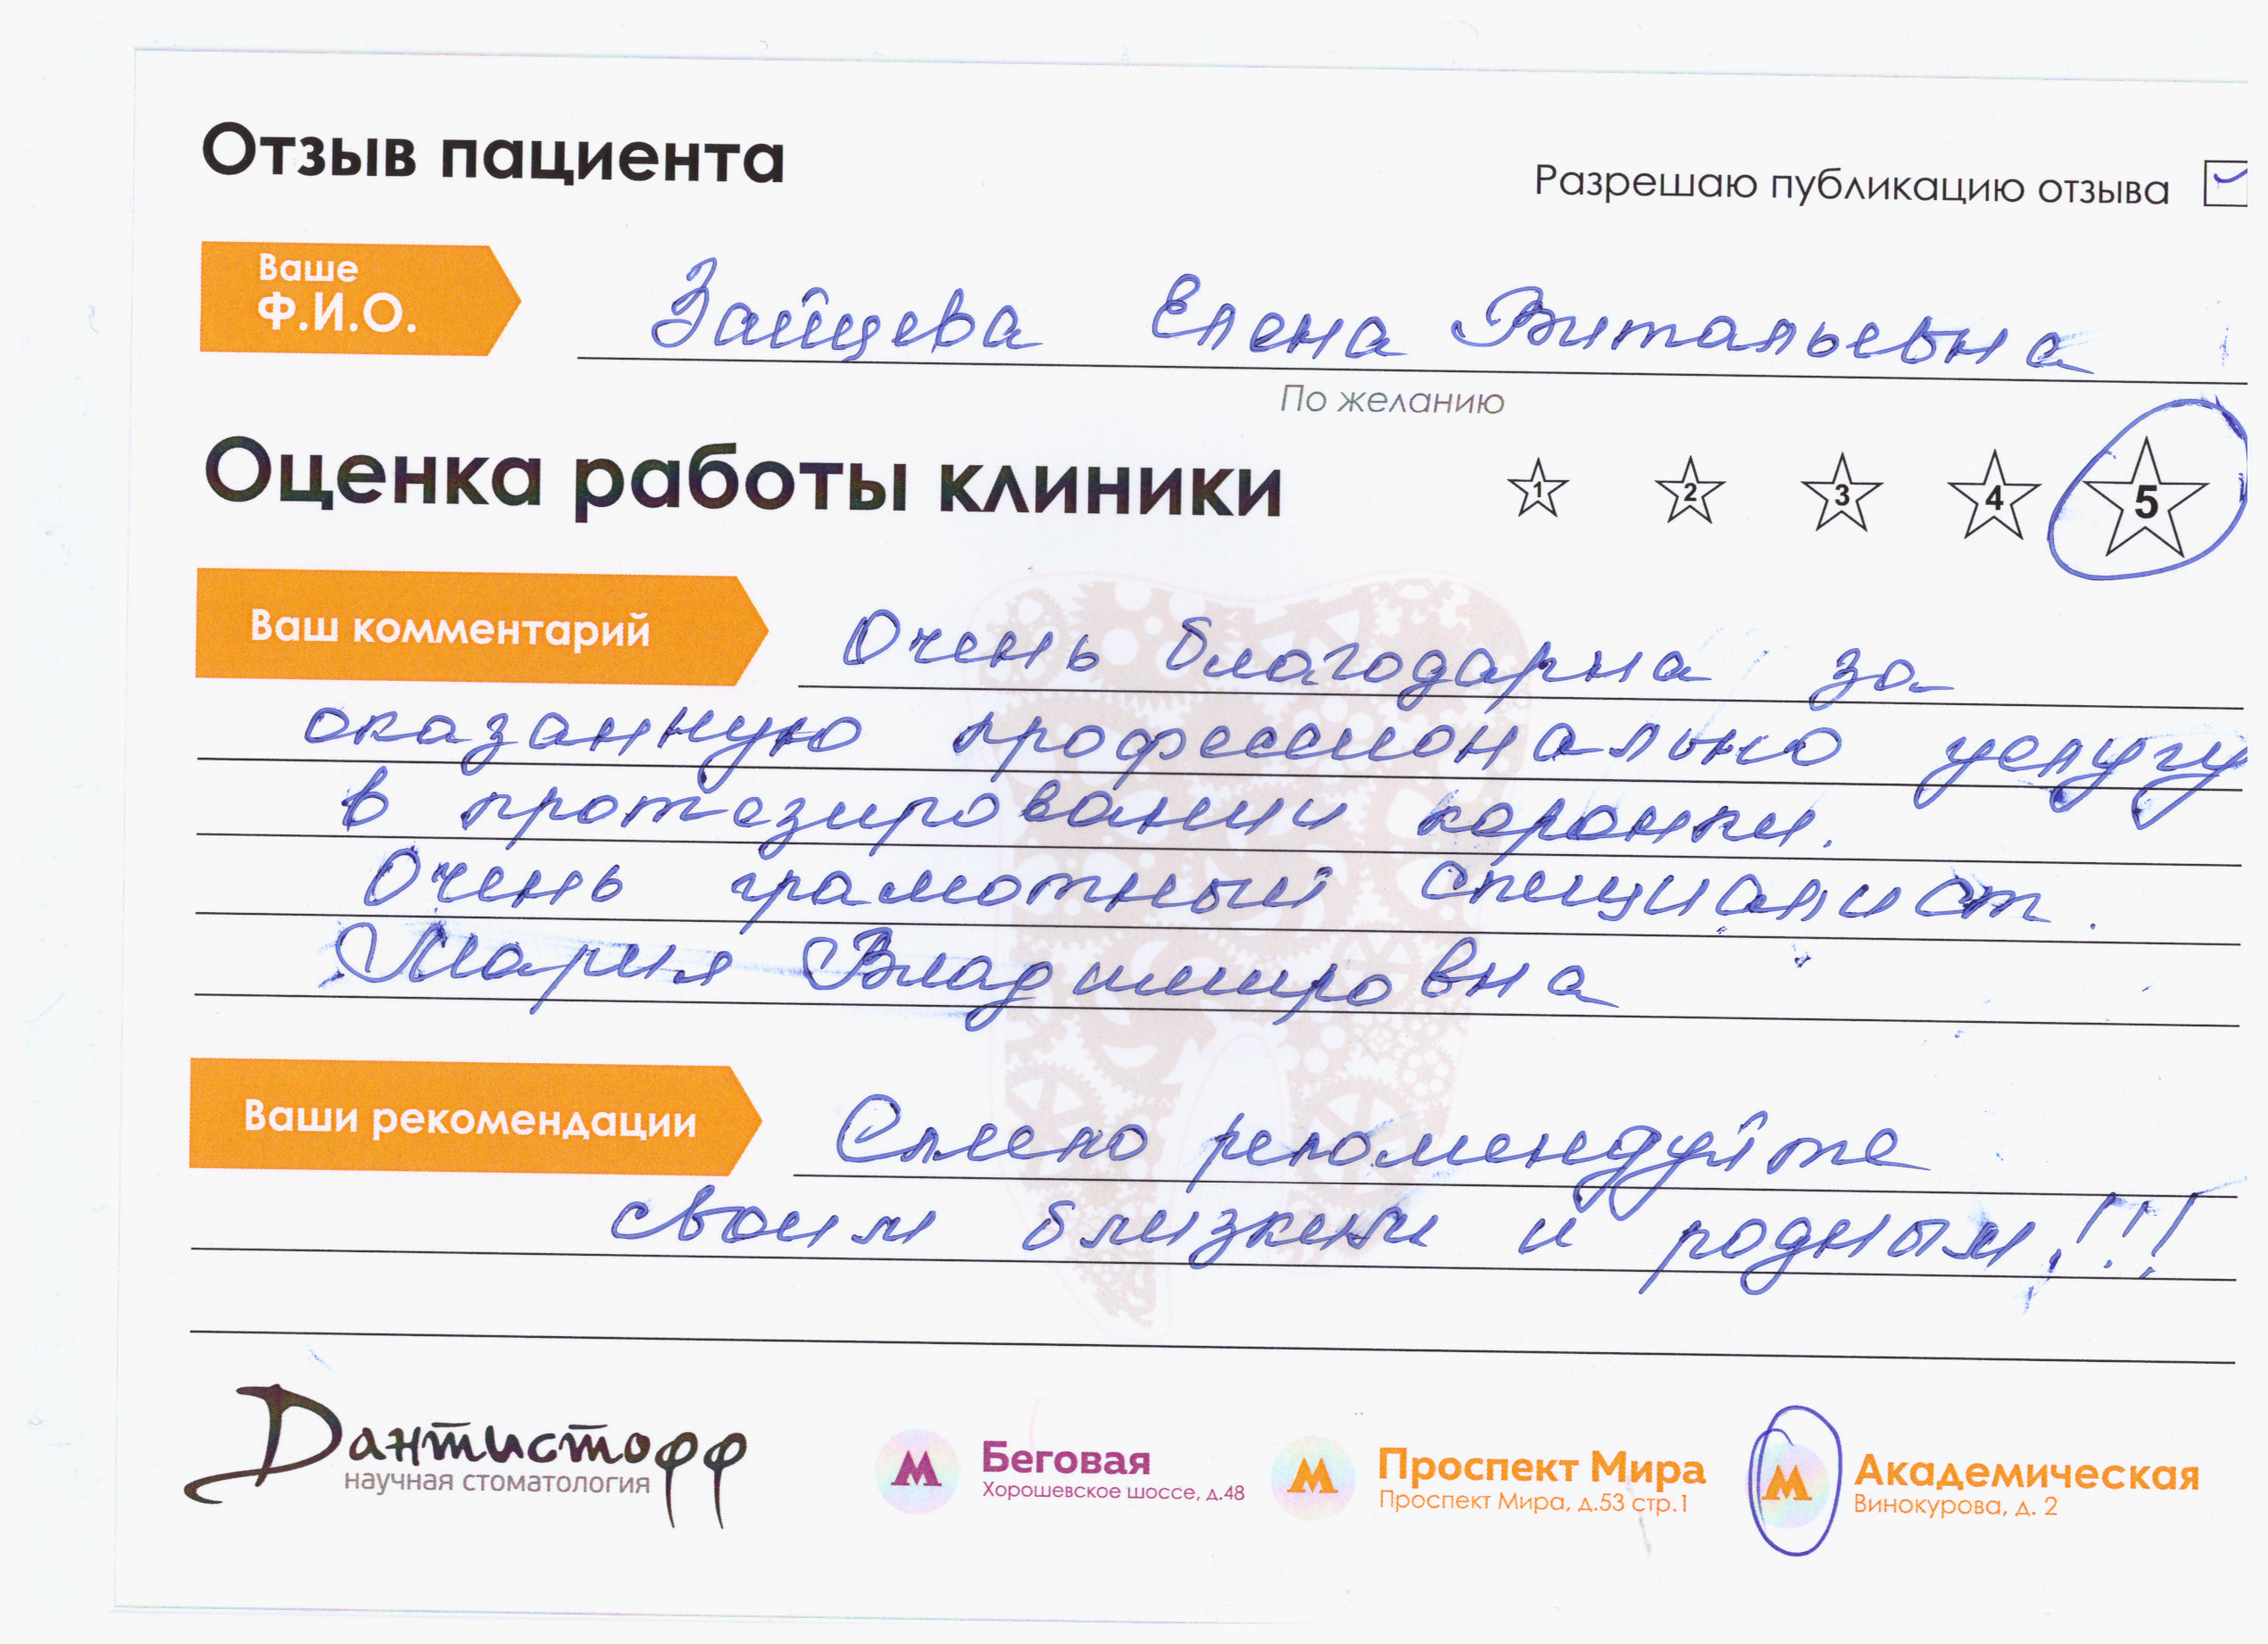 Отзыв пациента
Разрешаю публикацию отзыва
Ваше
Ф.И.О.
Зайцева Елена Витальевна
По желанию
Оценка работы клиники
1 2 3 4 5
Ваш комментарий
Очень благодарна за
оказанную профессионально услугу
в протезировании коронки.
Очень грамотный специалист.
Мария Владимировна
Ваши рекомендации
Смело рекомендуйте
своим близким и родным!!!
Дантистофф
научная стоматология
М Беговая
Хорошевское шоссе, д.48
М Проспект Мира
Проспект Мира, д.53 стр.1
М Академическая
Винокурова, д. 2